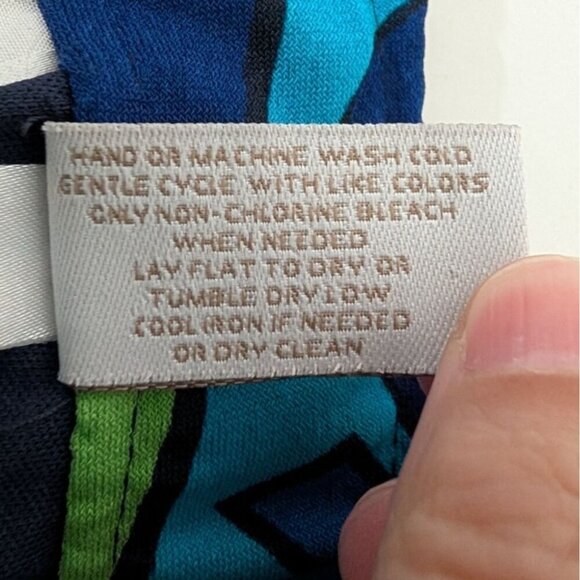 HAND OR MACHINE WASH COLD
GENTLE CYCLE WITH LIKE COLORS
ONLY NON-CHLORINE BLEACH
WHEN NEEDED
LAY FLAT TO DRY OR
TUMBLE DRY LOW
COOL IRON IF NEEDED
OR DRY CLEAN